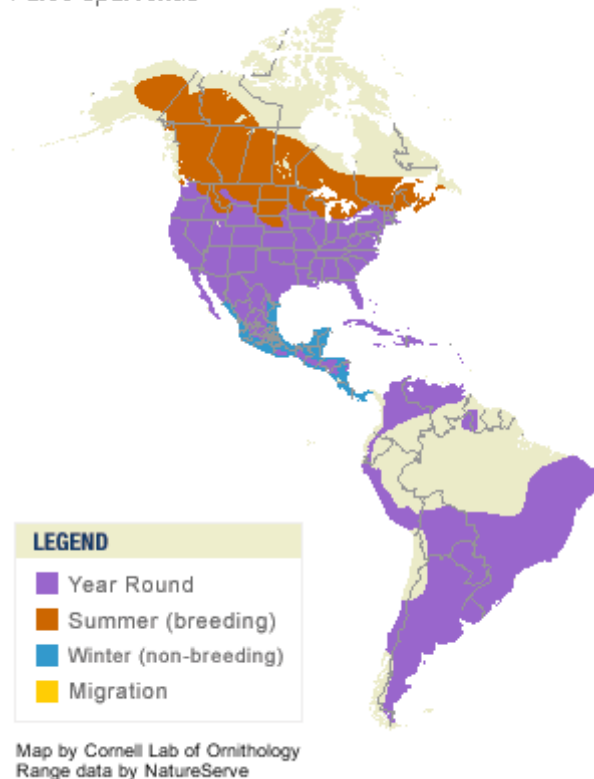 LEGEND
Year Round
Summer (breeding)
Winter (non-breeding)
Migration
Map by Cornell Lab of Ornithology
Range data by NatureServe